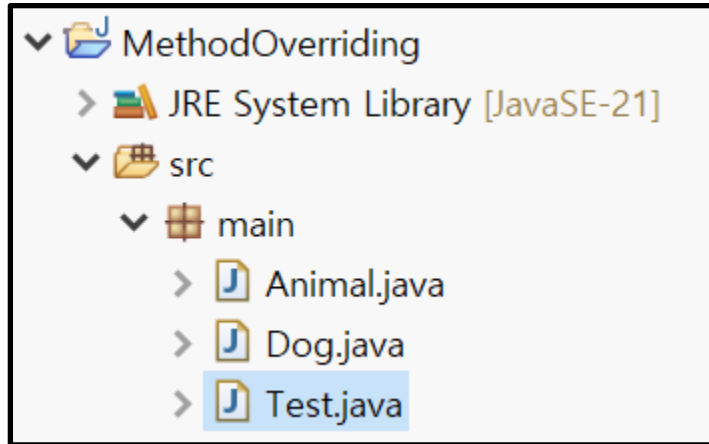 MethodOverriding
JRE System Library [JavaSE-21]
src
main
Animal.java
Dog.java
Test.java